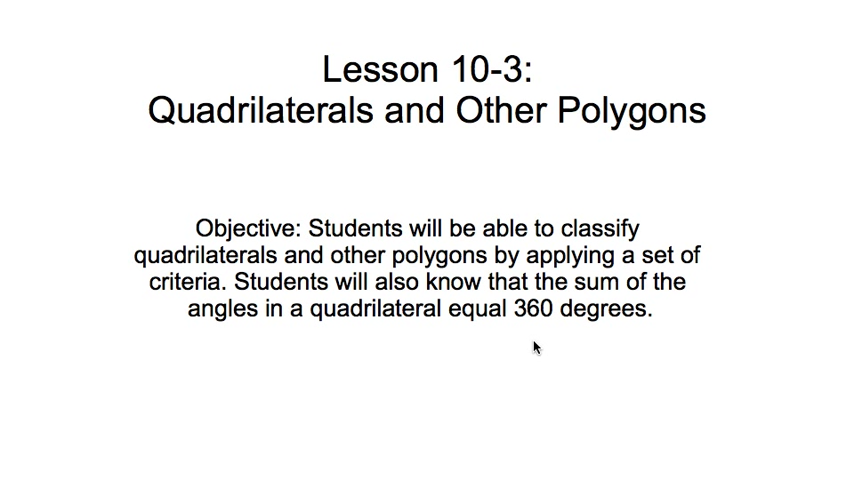 Lesson 10-3:
Quadrilaterals and Other Polygons
Objective: Students will be able to classify
quadrilaterals and other polygons by applying a set of
criteria. Students will also know that the sum of the
angles in a quadrilateral equal 360 degrees.